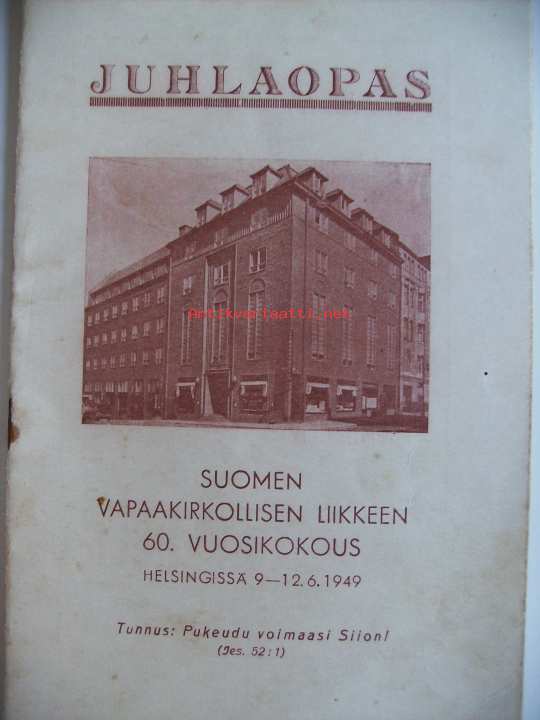 JUHLAOPAS
Antikvariaatti.net
SUOMEN
VAPAAKIRKOLLISEN LIIKKEEN
60. VUOSIKOKOUS
HELSINGISSÄ 9—12.6.1949
Tunnus: Pukeudu voimaasi Siion!
(Jes. 52:1)